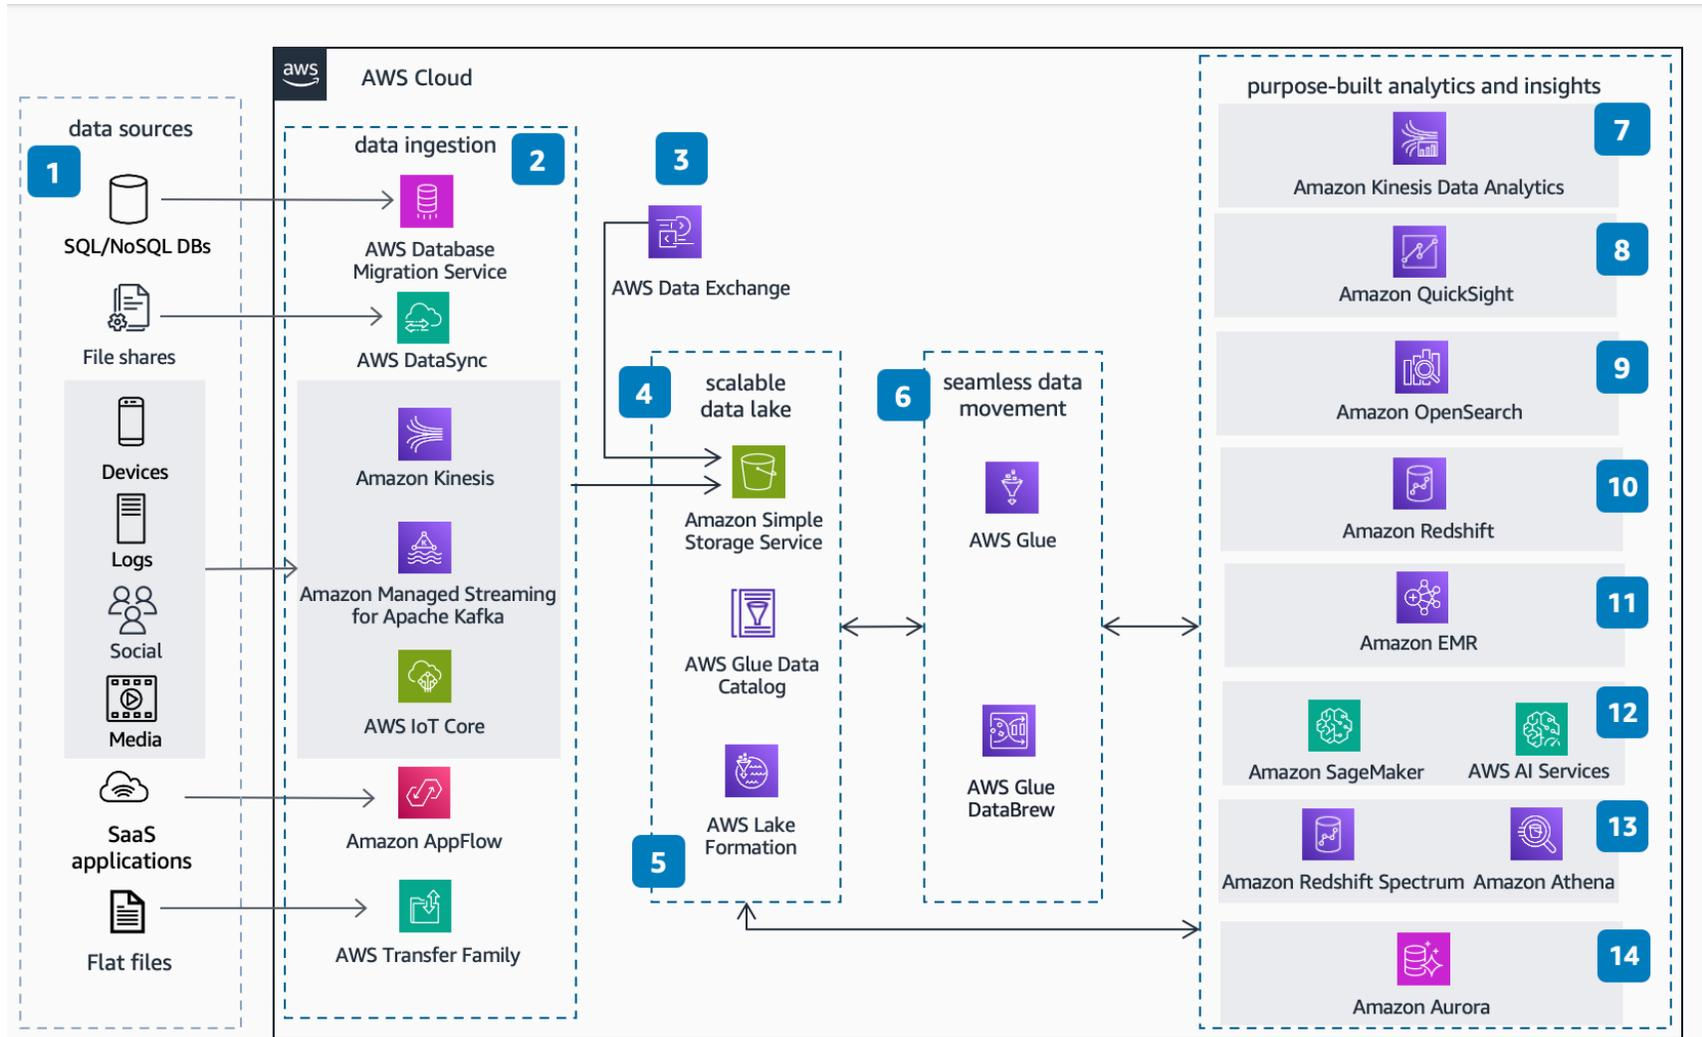 aws
AWS Cloud
data sources
1
SQL/NoSQL DBs
File shares
Devices
Logs
Social
Media
SaaS
applications
Flat files
data ingestion
2
AWS Database
Migration Service
AWS DataSync
Amazon Kinesis
Amazon Managed Streaming
for Apache Kafka
AWS IoT Core
Amazon AppFlow
AWS Transfer Family
3
AWS Data Exchange
4
scalable
data lake
Amazon Simple
Storage Service
AWS Glue Data
Catalog
AWS Lake
Formation
5
6
seamless data
movement
AWS Glue
AWS Glue
DataBrew
purpose-built analytics and insights
7
Amazon Kinesis Data Analytics
8
Amazon QuickSight
9
Amazon OpenSearch
10
Amazon Redshift
11
Amazon EMR
12
Amazon SageMaker
AWS AI Services
13
Amazon Redshift Spectrum
Amazon Athena
14
Amazon Aurora